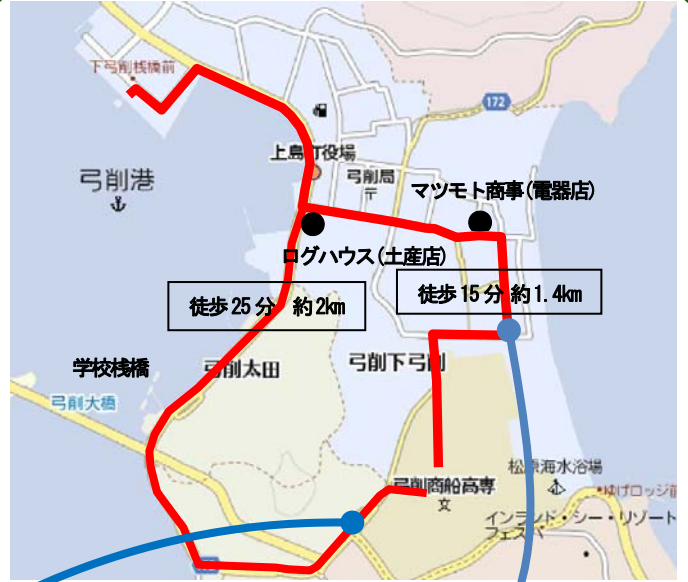 下弓削桟橋前
172
上島町役場
弓削局
〒
弓削港
マツモト商事(電器店)
ログハウス(土産店)
徒歩25分 約2km
徒歩15分 約1.4km
学校桟橋
弓削太田
弓削下弓削
弓削大橋
松原海水浴場
弓削商船高専
文
ゆげロッジ前
インランド・シー・リゾート
フェスパ